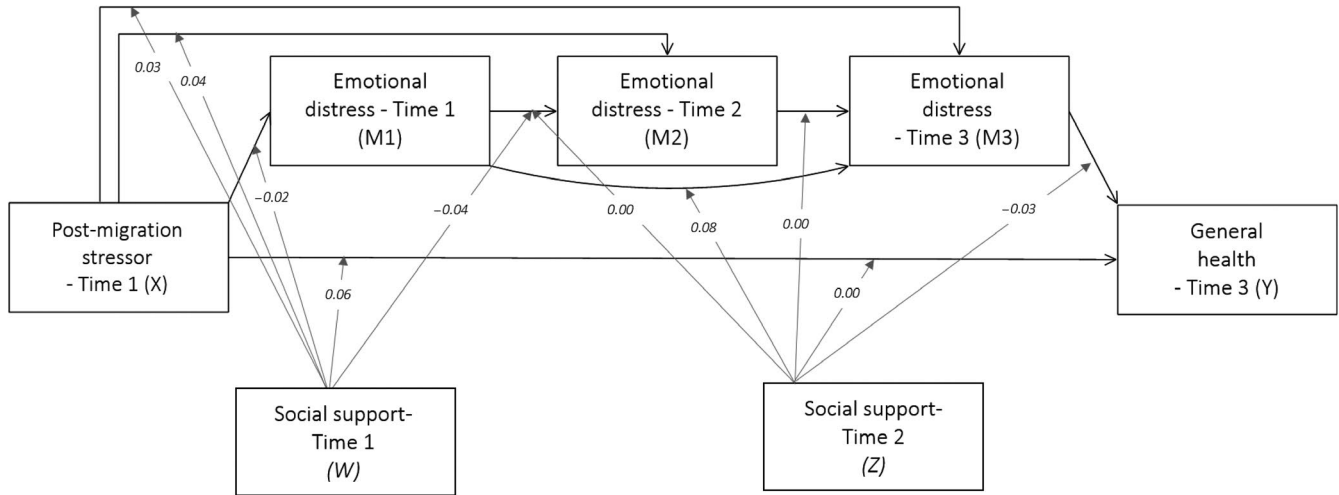 0.03
0.04
Emotional
distress - Time 1
(M1)
Emotional
distress - Time 2
(M2)
Emotional
distress
- Time 3 (M3)
−0.02
−0.04
0.00
0.08
0.00
−0.03
Post-migration
stressor
- Time 1 (X)
General
health
- Time 3 (Y)
0.06
0.00
Social support-
Time 1
(W)
Social support-
Time 2
(Z)